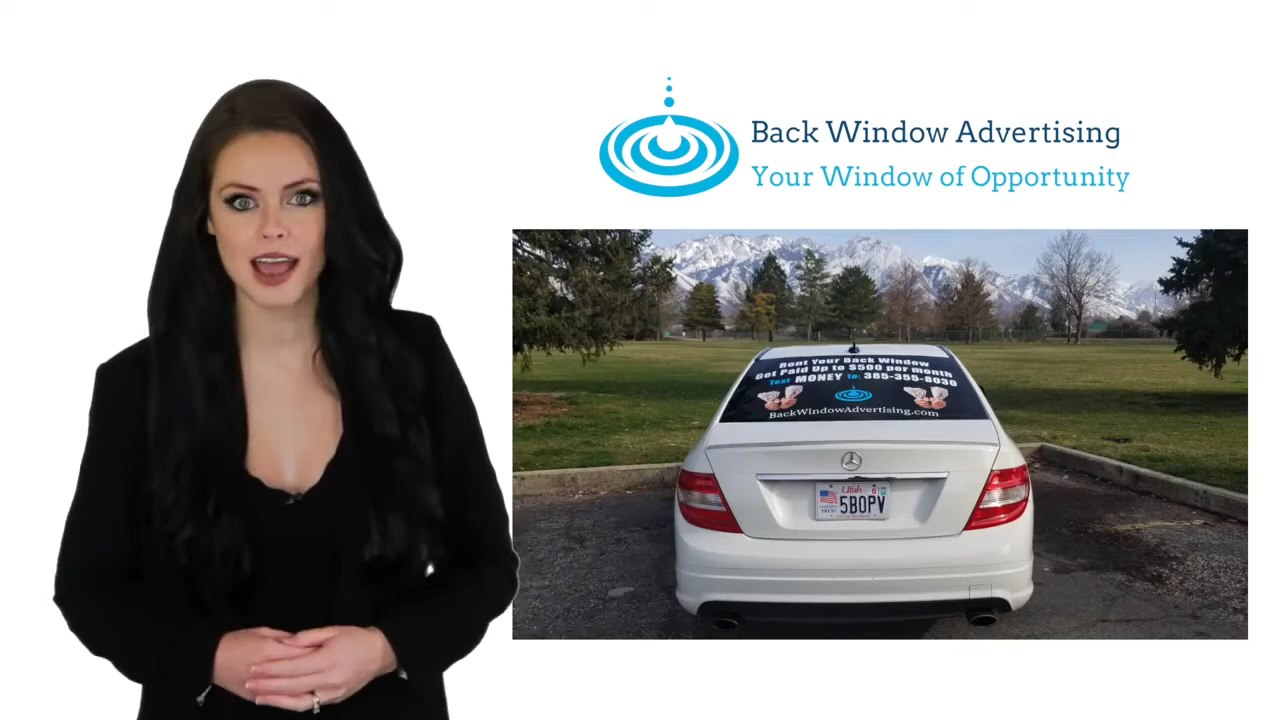 Back Window Advertising
Your Window of Opportunity
Rent Your Back Window
Get Paid Up to $500 per month
Text MONEY to: 385-355-8030
BackWindowAdvertising.com
Utah
5B0PV